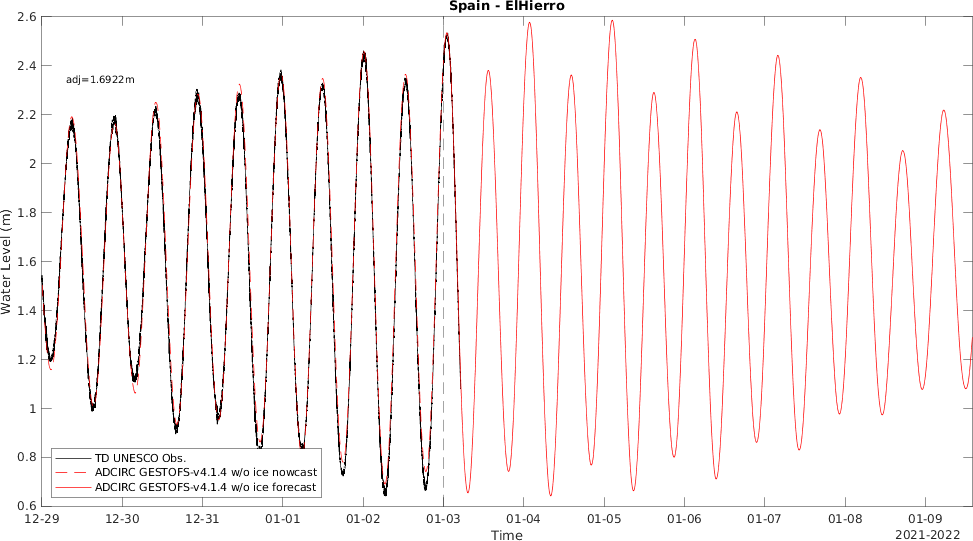 Spain - ElHierro
adj=1.6922m
Water Level (m)
2.6
2.4
2.2
2
1.8
1.6
1.4
1.2
1
0.8
0.6
TD UNESCO Obs.
ADCIRC GESTOFS-v4.1.4 w/o ice nowcast
ADCIRC GESTOFS-v4.1.4 w/o ice forecast
12-29 12-30 12-31 01-01 01-02 01-03 01-04 01-05 01-06 01-07 01-08 01-09
Time
2021-2022